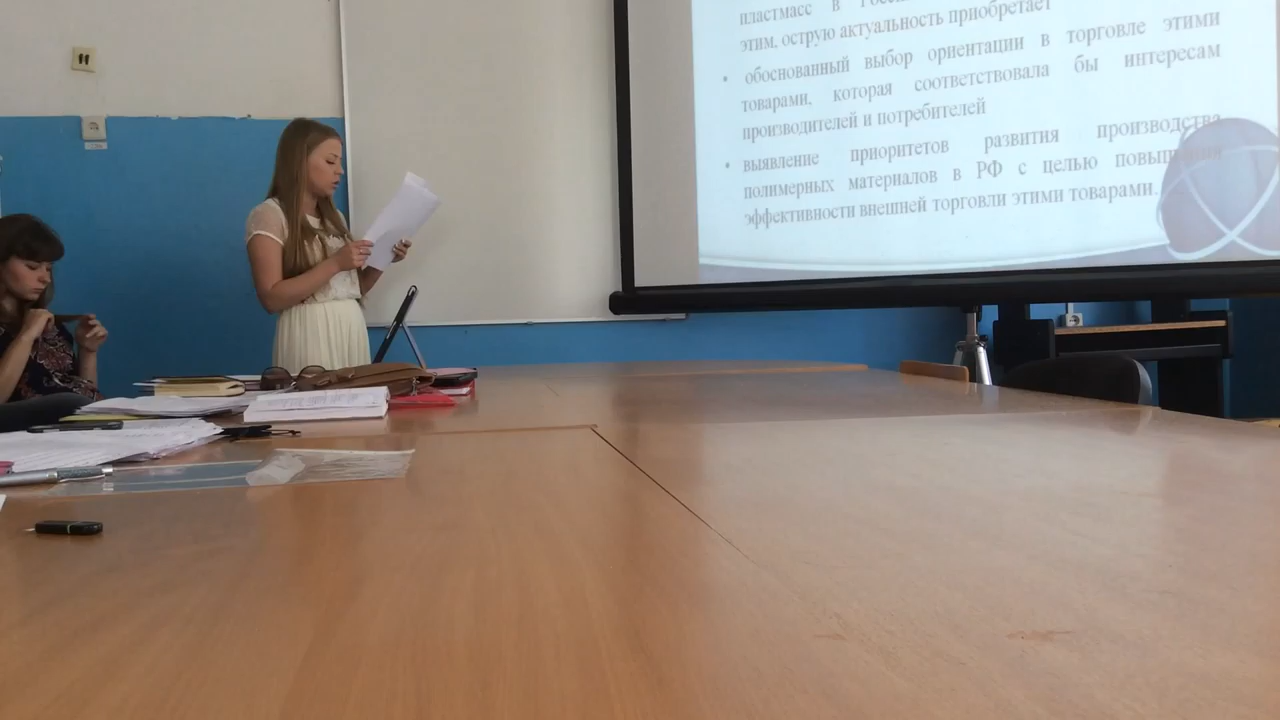 пластмасс в
этим, острую актуальность приобретает
• обоснованный выбор ориентации в торговле этими
товарами, которая соответствовала бы интересам
производителей и потребителей
• выявление приоритетов развития производства
полимерных материалов в РФ с целью повышения
эффективности внешней торговли этими товарами.